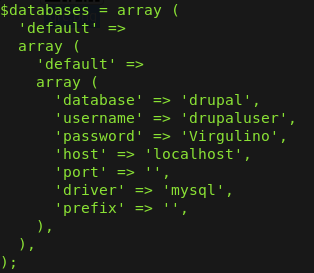 $databases = array (
  'default' =>
  array (
    'default' =>
    array (
      'database' => 'drupal',
      'username' => 'drupaluser',
      'password' => 'Virgulino',
      'host' => 'localhost',
      'port' => '',
      'driver' => 'mysql',
      'prefix' => '',
    ),
  ),
);